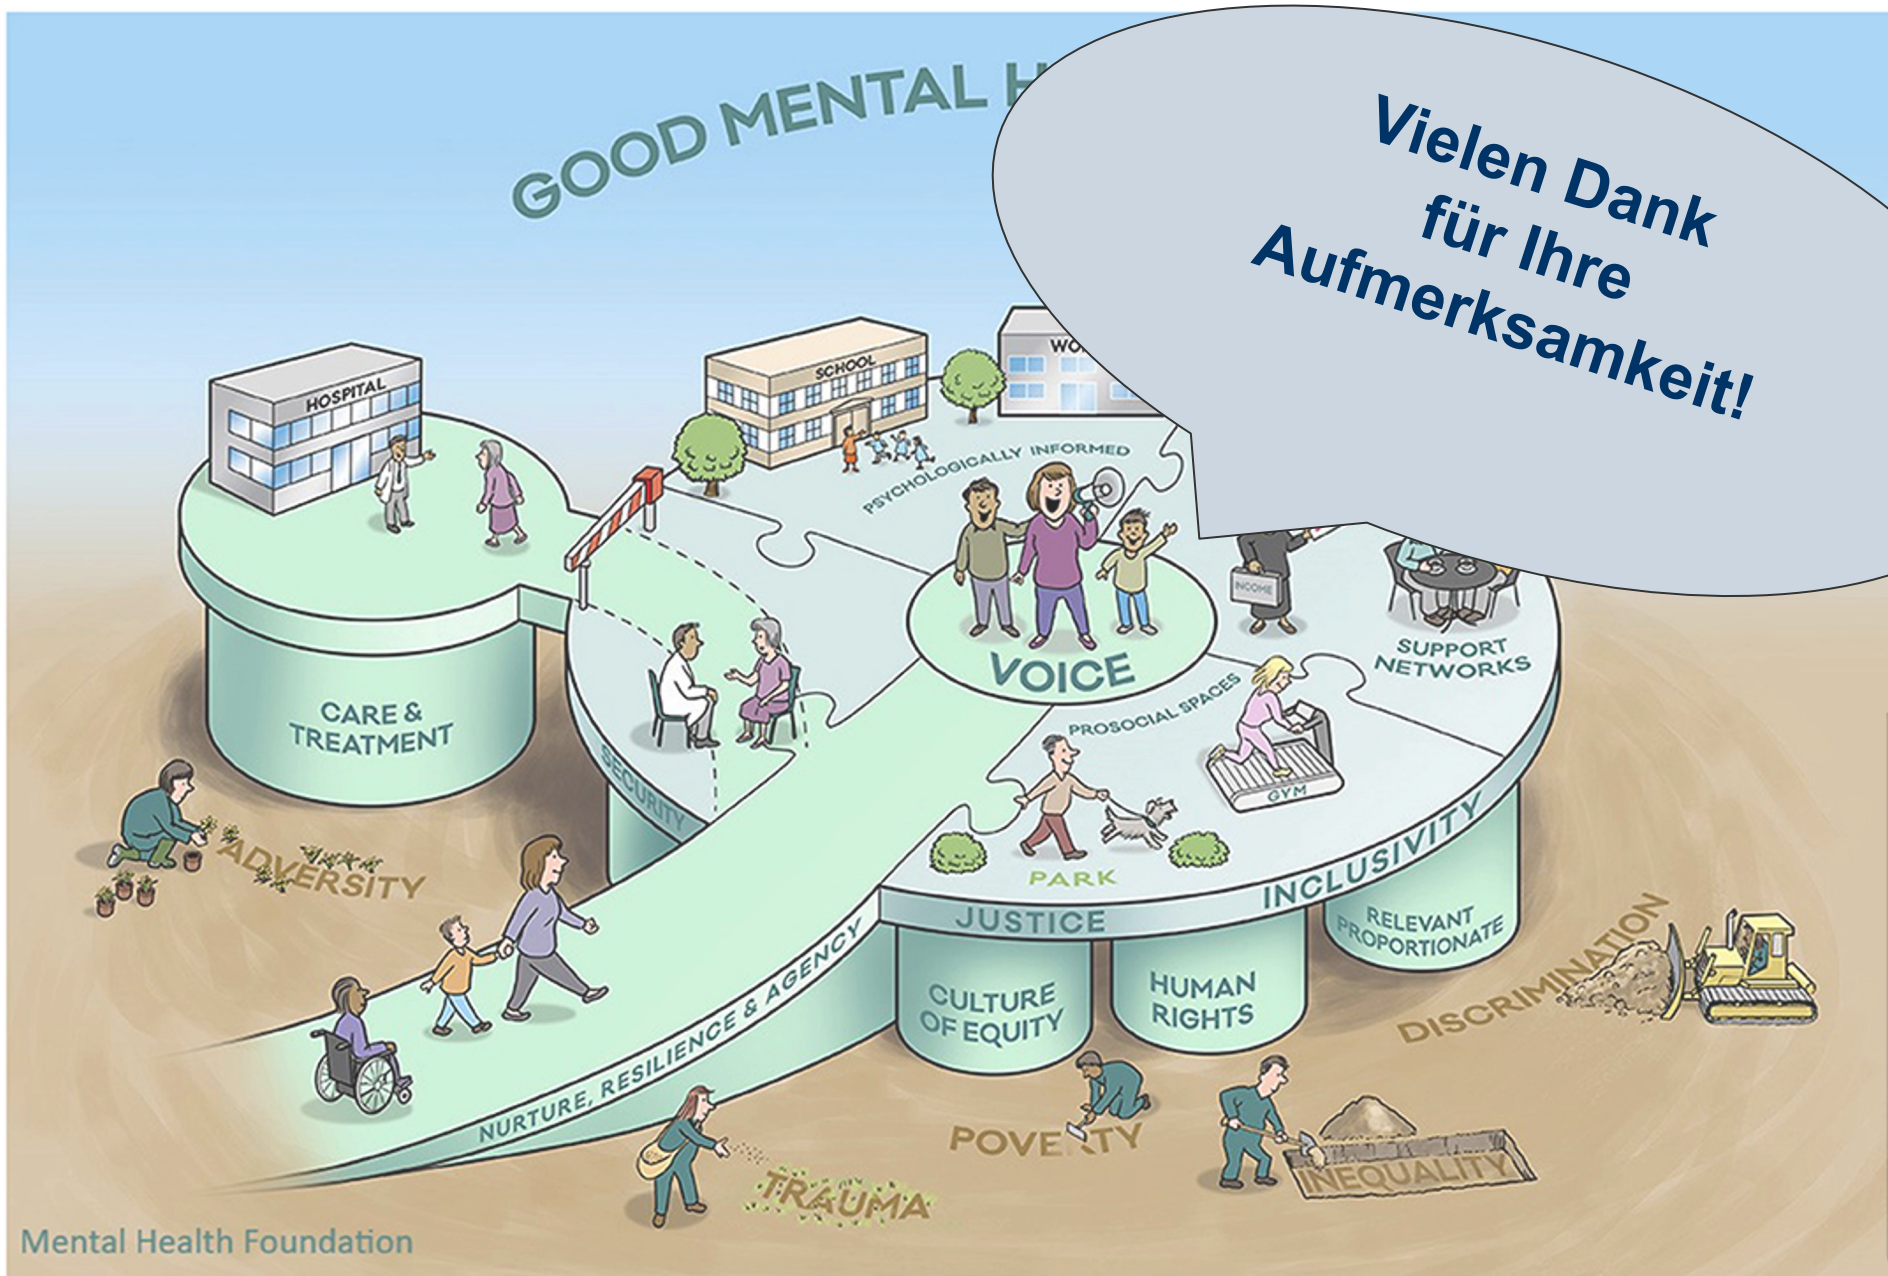 GOOD MENTAL H
Vielen Dank
für Ihre
Aufmerksamkeit!
HOSPITAL
SCHOOL
WO
PSYCHOLOGICALLY INFORMED
INCOME
SUPPORT
NETWORKS
VOICE
PROSOCIAL SPACES
GYM
CARE &
TREATMENT
SECURITY
PARK
INCLUSIVITY
JUSTICE
ADVERSITY
RELEVANT
PROPORTIONATE
DISCRIMINATION
CULTURE
OF EQUITY
HUMAN
RIGHTS
NURTURE, RESILIENCE & AGENCY
POVERTY
INEQUALITY
TRAUMA
Mental Health Foundation